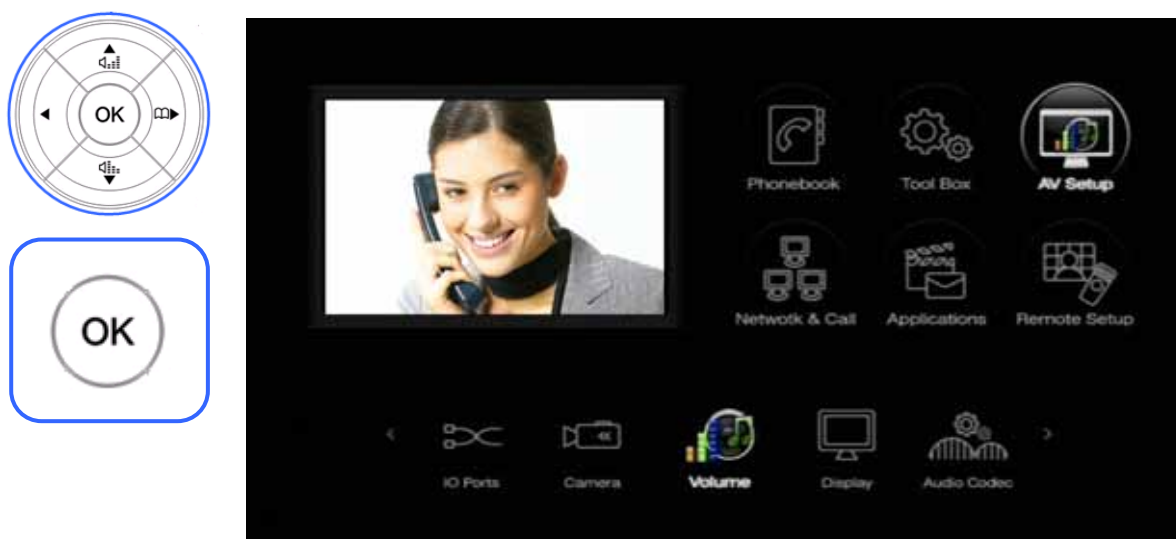 OK
OK
Phonebook
Tool Box
AV Setup
Netwotk & Call
Applications
Remote Setup
IO Ports
Camera
Volume
Display
Audio Codec